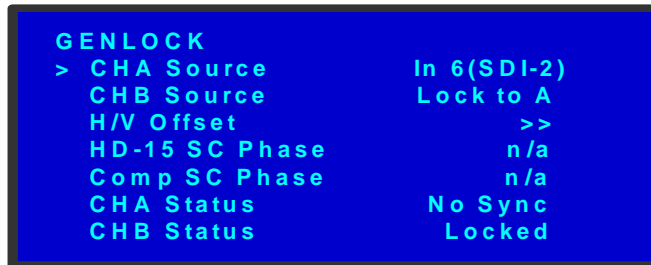 GENLOCK
> CHA Source In 6(SDI-2)
CHB Source Lock to A
H/V Offset >>
HD-15 SC Phase n/a
Comp SC Phase n/a
CHA Status No Sync
CHB Status Locked